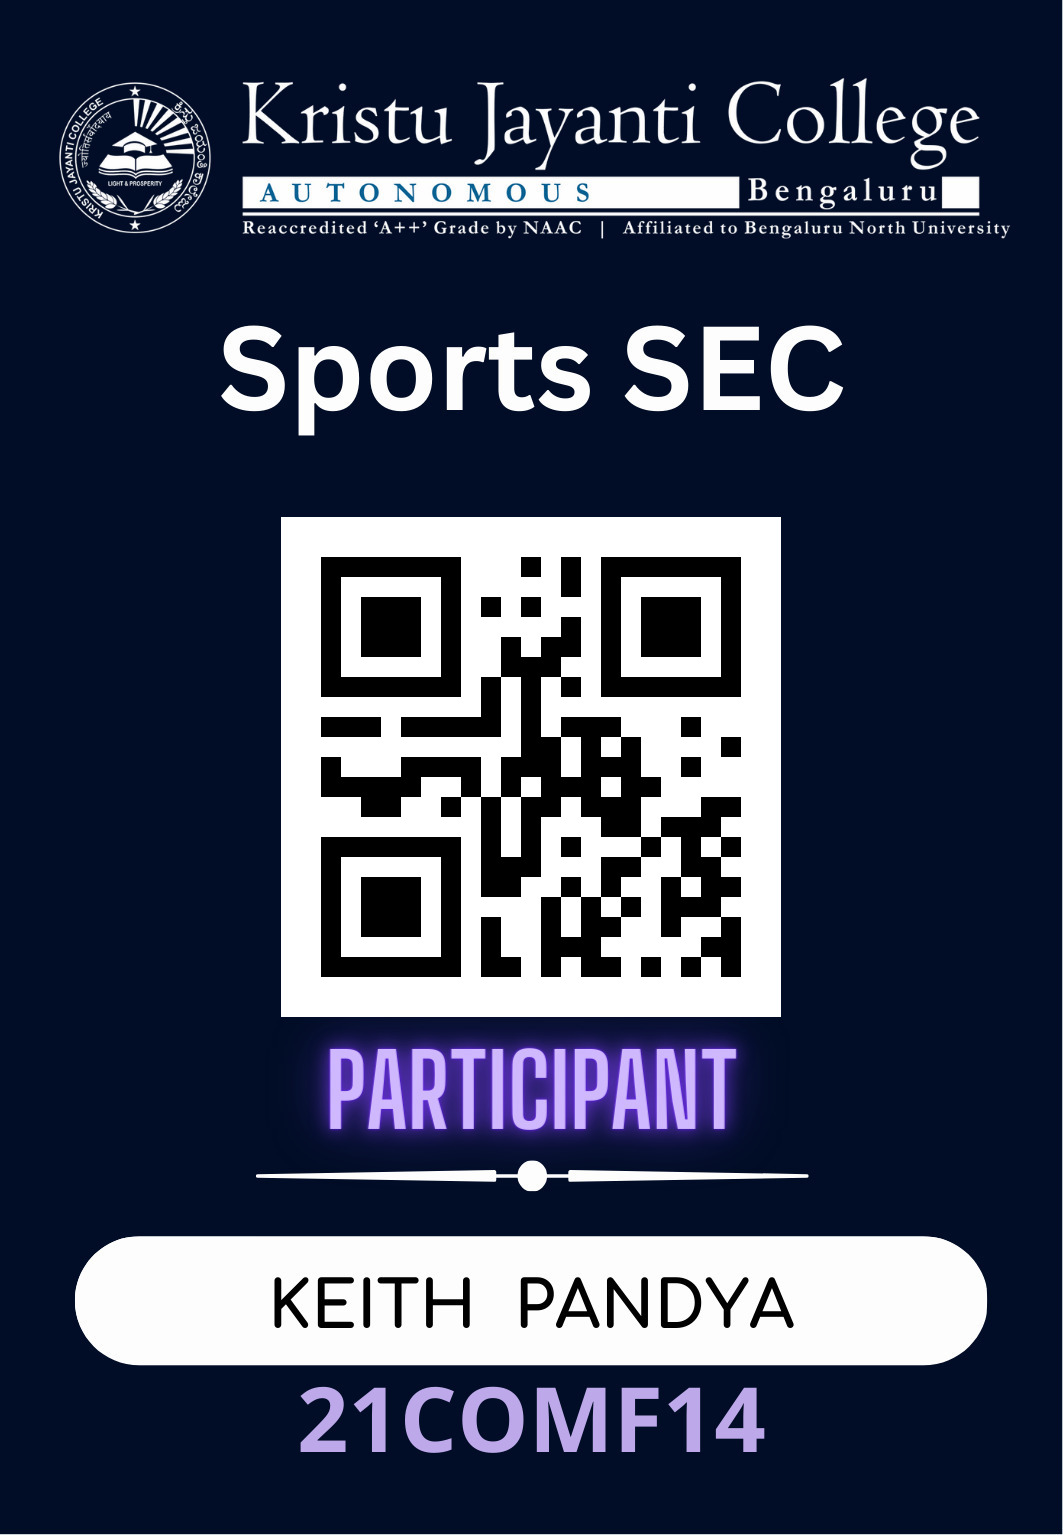 Kristu Jayanti College
AUTONOMOUS Bengaluru
Reaccredited ‘A++’ Grade by NAAC | Affiliated to Bengaluru North University
KRISTU JAYANTI COLLEGE
ಕ್ರಿಸ್ತು ಜಯಂತಿ ಕಾಲೇಜು
LIGHT & PROSPERITY
Sports SEC
PARTICIPANT
KEITH PANDYA
21COMF14